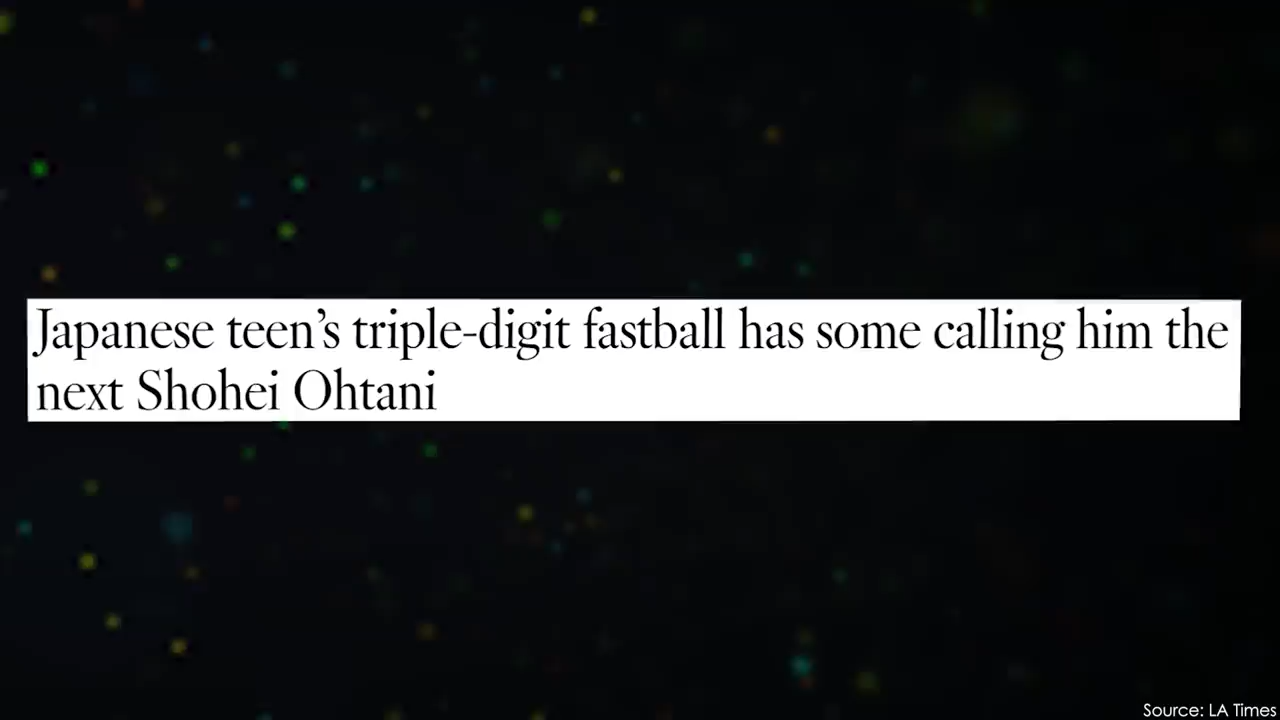 Japanese teen’s triple-digit fastball has some calling him the
next Shohei Ohtani
Source: LA Times